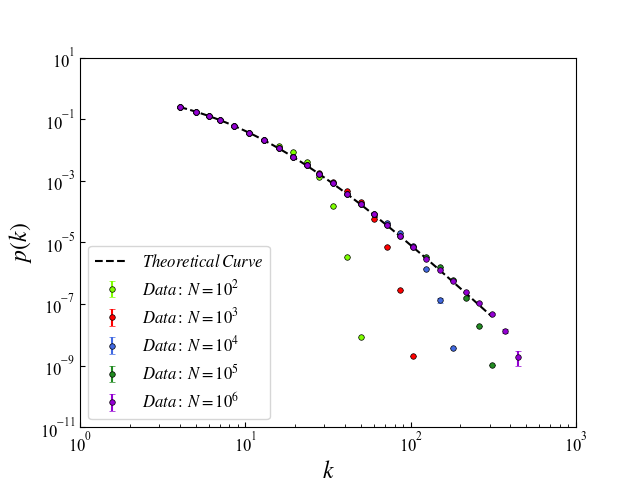 10^1
10^-1
10^-3
10^-5
10^-7
10^-9
10^-11
p(k)
Theoretical Curve
Data: N = 10^2
Data: N = 10^3
Data: N = 10^4
Data: N = 10^5
Data: N = 10^6
10^0 10^1 10^2 10^3
k